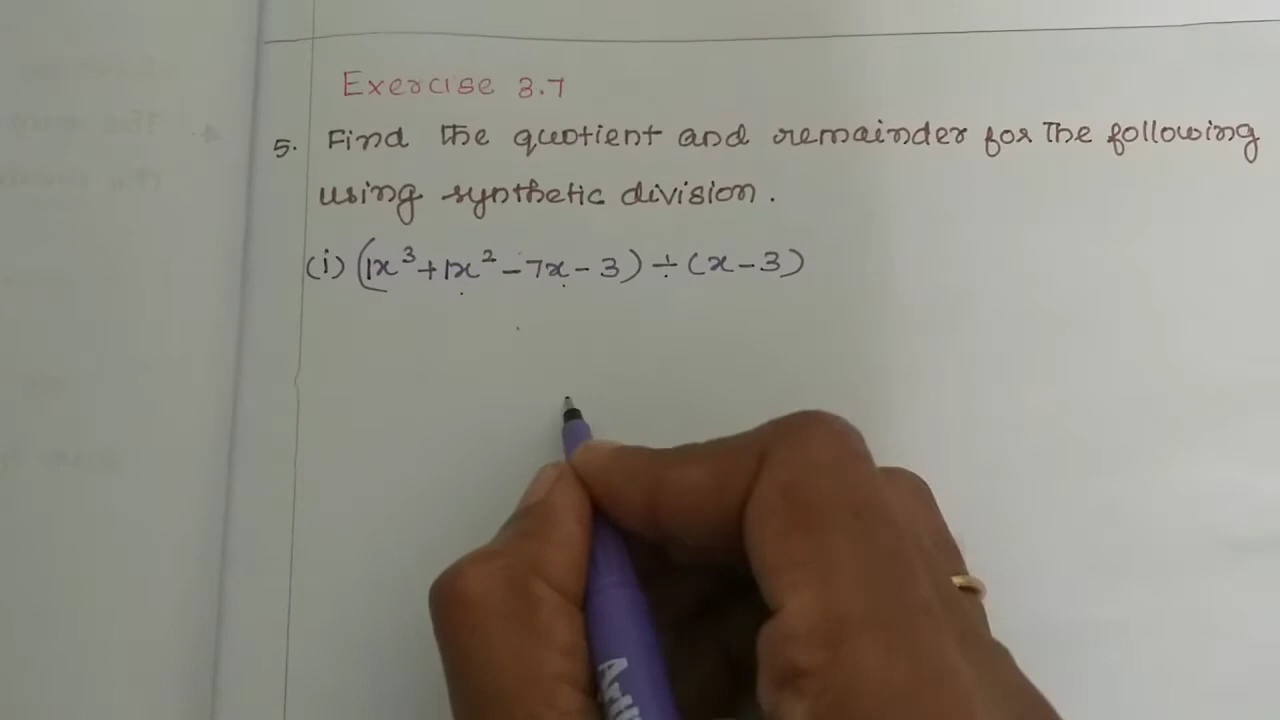 Exercise 3.7
5. Find the quotient and remainder for the following
using synthetic division.
(i) (1x³ + 1x² - 7x - 3) ÷ (x - 3)